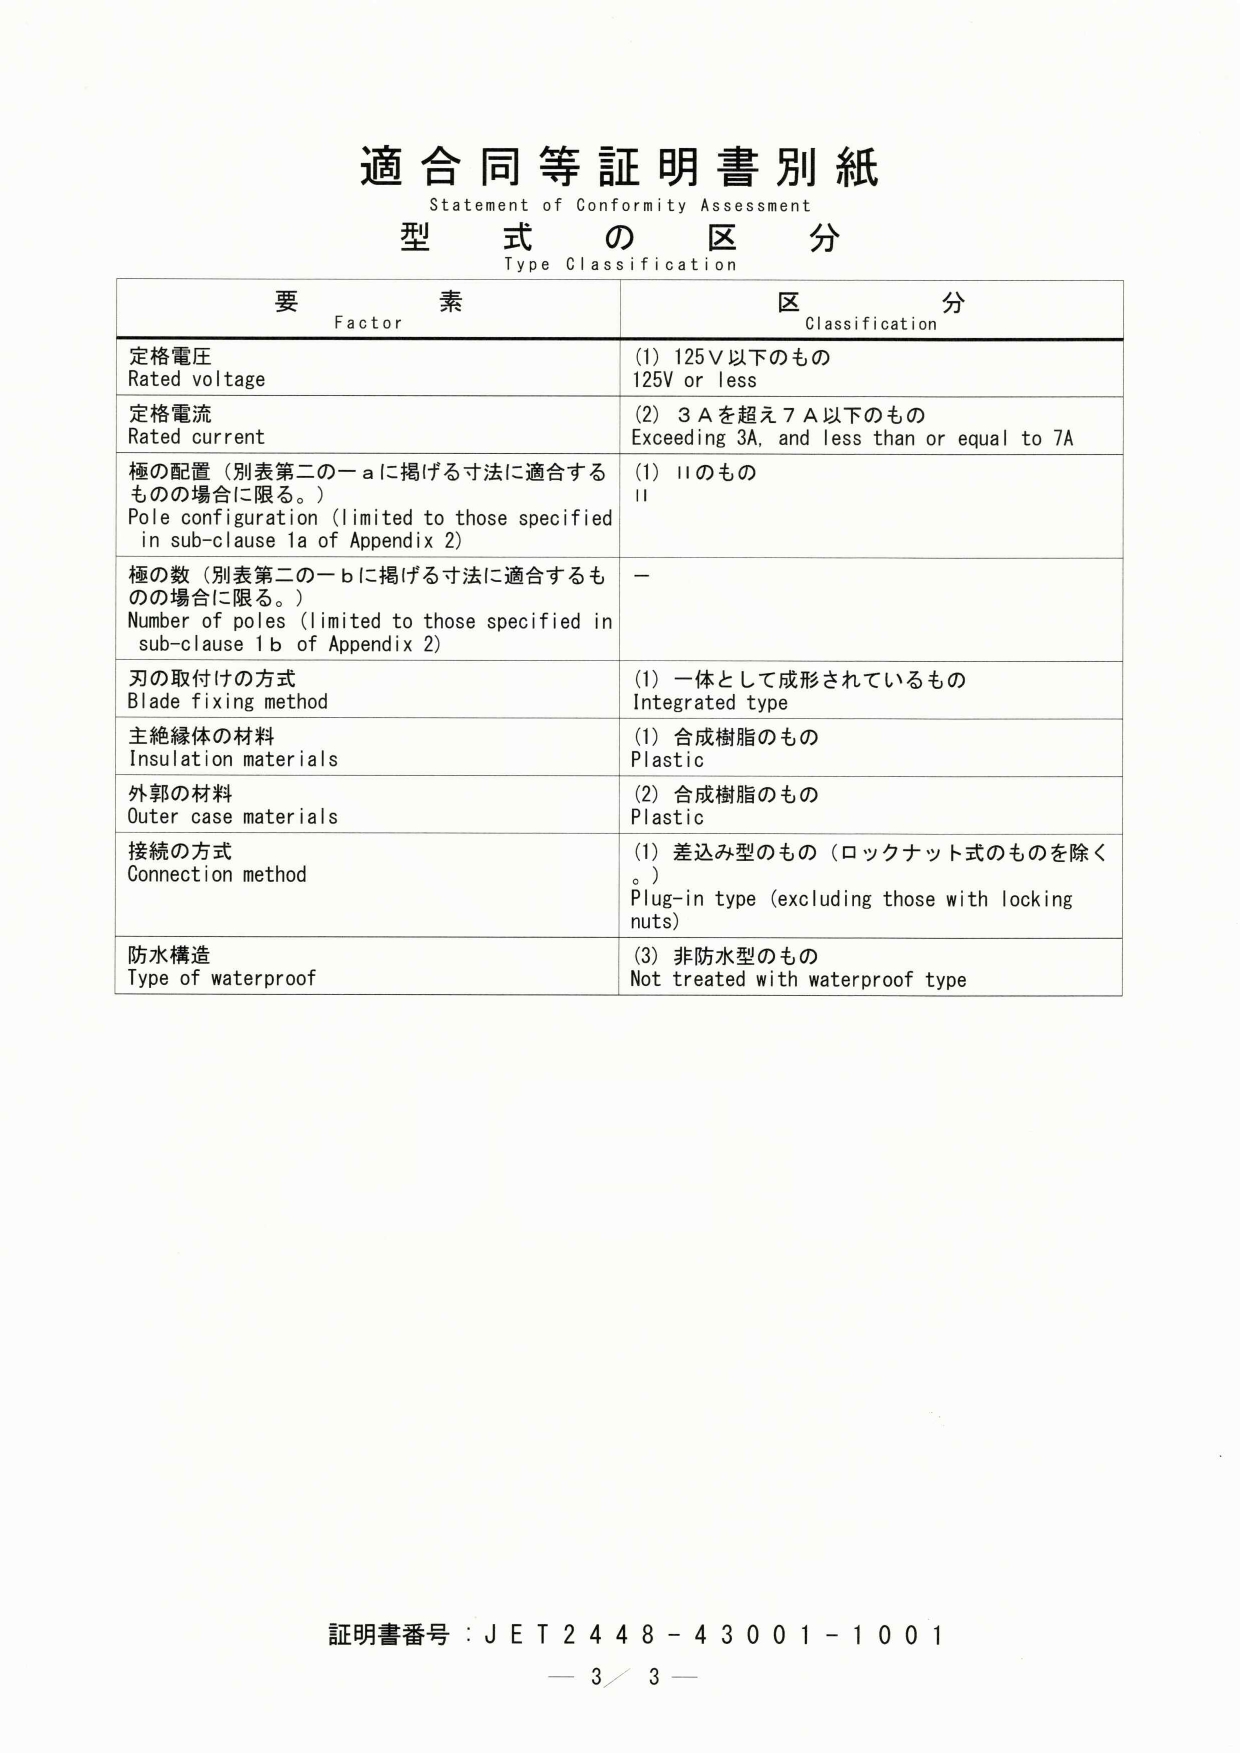 適合同等証明書別紙
Statement of Conformity Assessment
型式の区分
Type Classification
要素
Factor
区分
Classification
定格電圧
Rated voltage
(1) 125V以下のもの
125V or less
定格電流
Rated current
(2) 3Aを超え7A以下のもの
Exceeding 3A, and less than or equal to 7A
極の配置（別表第二の一aに掲げる寸法に適合する
ものの場合に限る。）
Pole configuration (limited to those specified
in sub-clause 1a of Appendix 2)
(1) IIのもの
II
極の数（別表第二の一bに掲げる寸法に適合するも
のの場合に限る。）
Number of poles (limited to those specified in
sub-clause 1b of Appendix 2)
－
刃の取付けの方式
Blade fixing method
(1) 一体として成形されているもの
Integrated type
主絶縁体の材料
Insulation materials
(1) 合成樹脂のもの
Plastic
外郭の材料
Outer case materials
(2) 合成樹脂のもの
Plastic
接続の方式
Connection method
(1) 差込み型のもの（ロックナット式のものを除く
。）
Plug-in type (excluding those with locking
nuts)
防水構造
Type of waterproof
(3) 非防水型のもの
Not treated with waterproof type
証明書番号 : JET2448-43001-1001
— 3／ 3 —